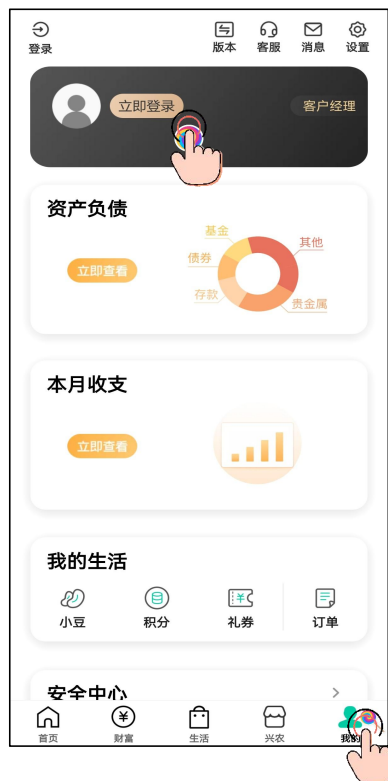 登录 版本 客服 消息 设置
立即登录 客户经理
资产负债
基金 其他
债券
立即查看
存款 贵金属
本月收支
立即查看
我的生活
小豆 积分 礼券 订单
安全中心
首页 财富 生活 兴农 我的